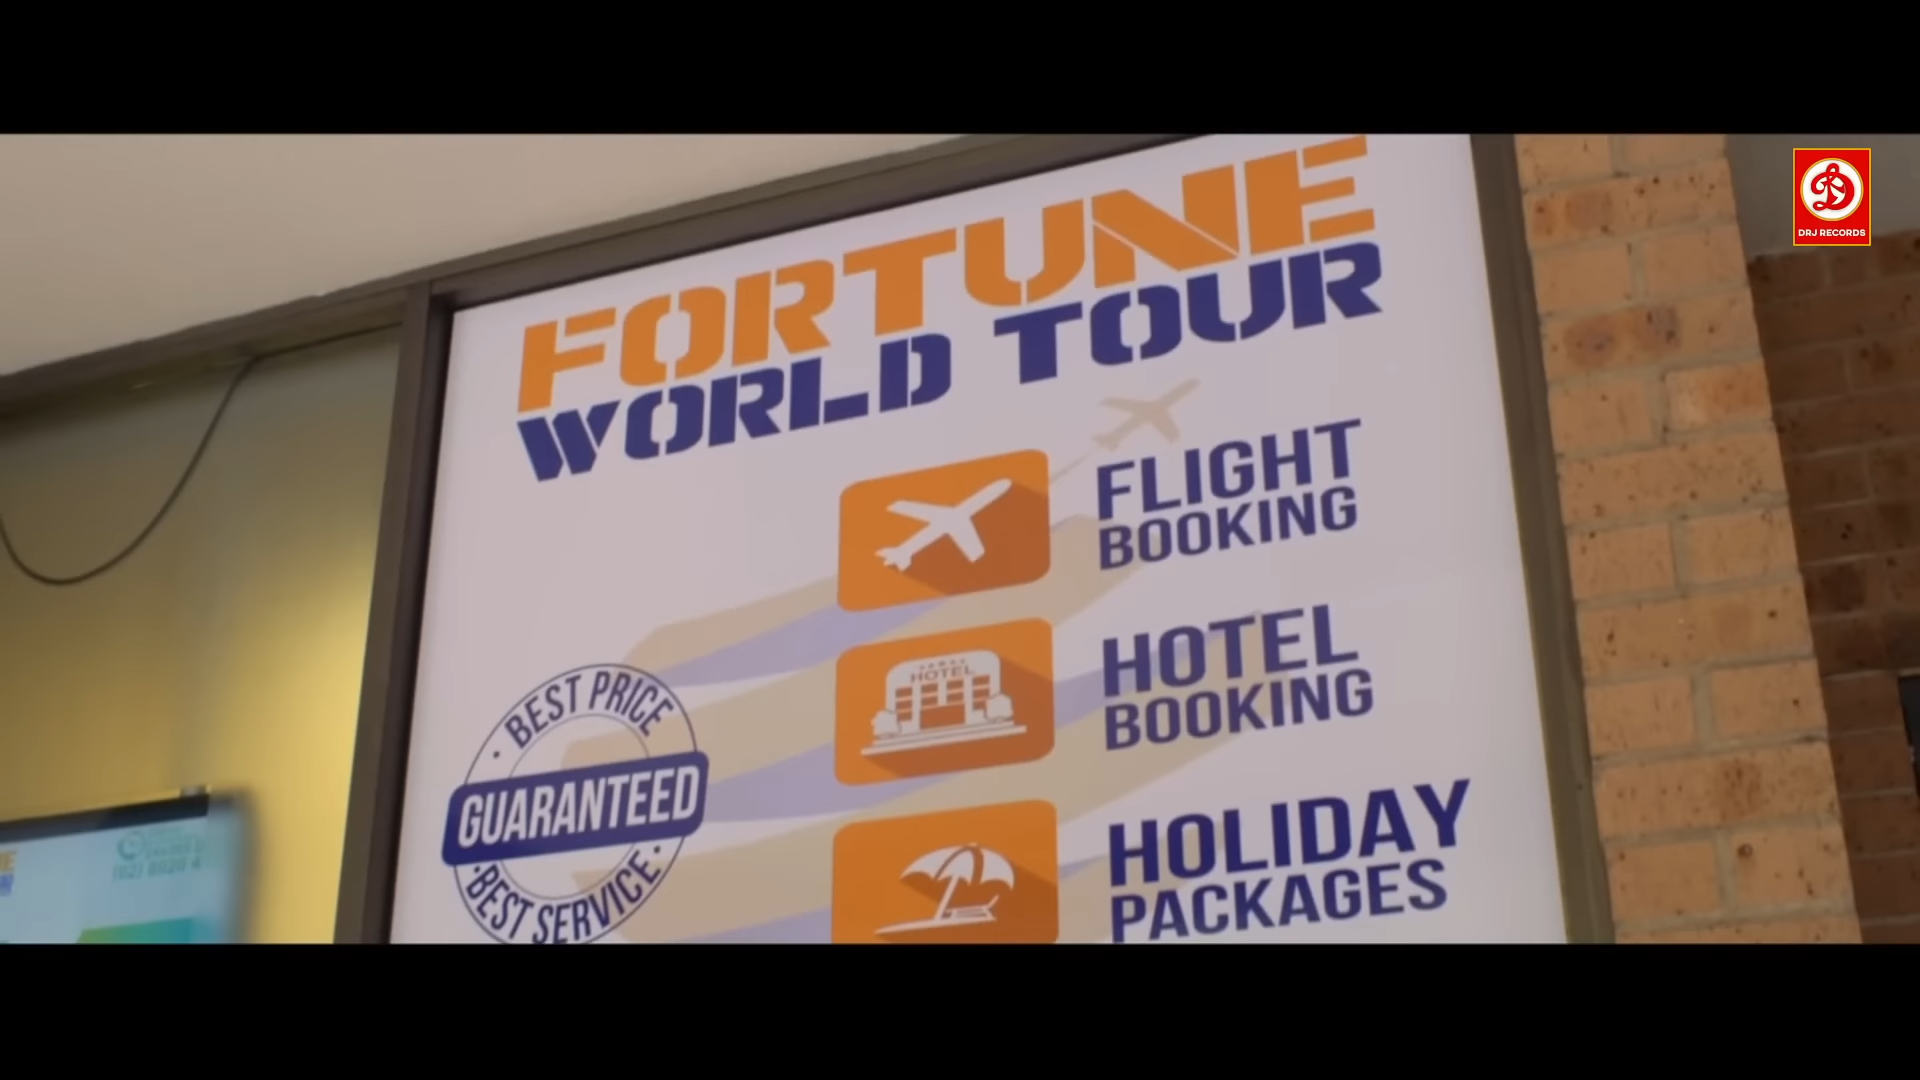 FORTUNE
WORLD TOUR
FLIGHT
BOOKING
HOTEL
HOTEL
BOOKING
BEST PRICE
GUARANTEED
BEST SERVICE
HOLIDAY
PACKAGES
DRJ RECORDS